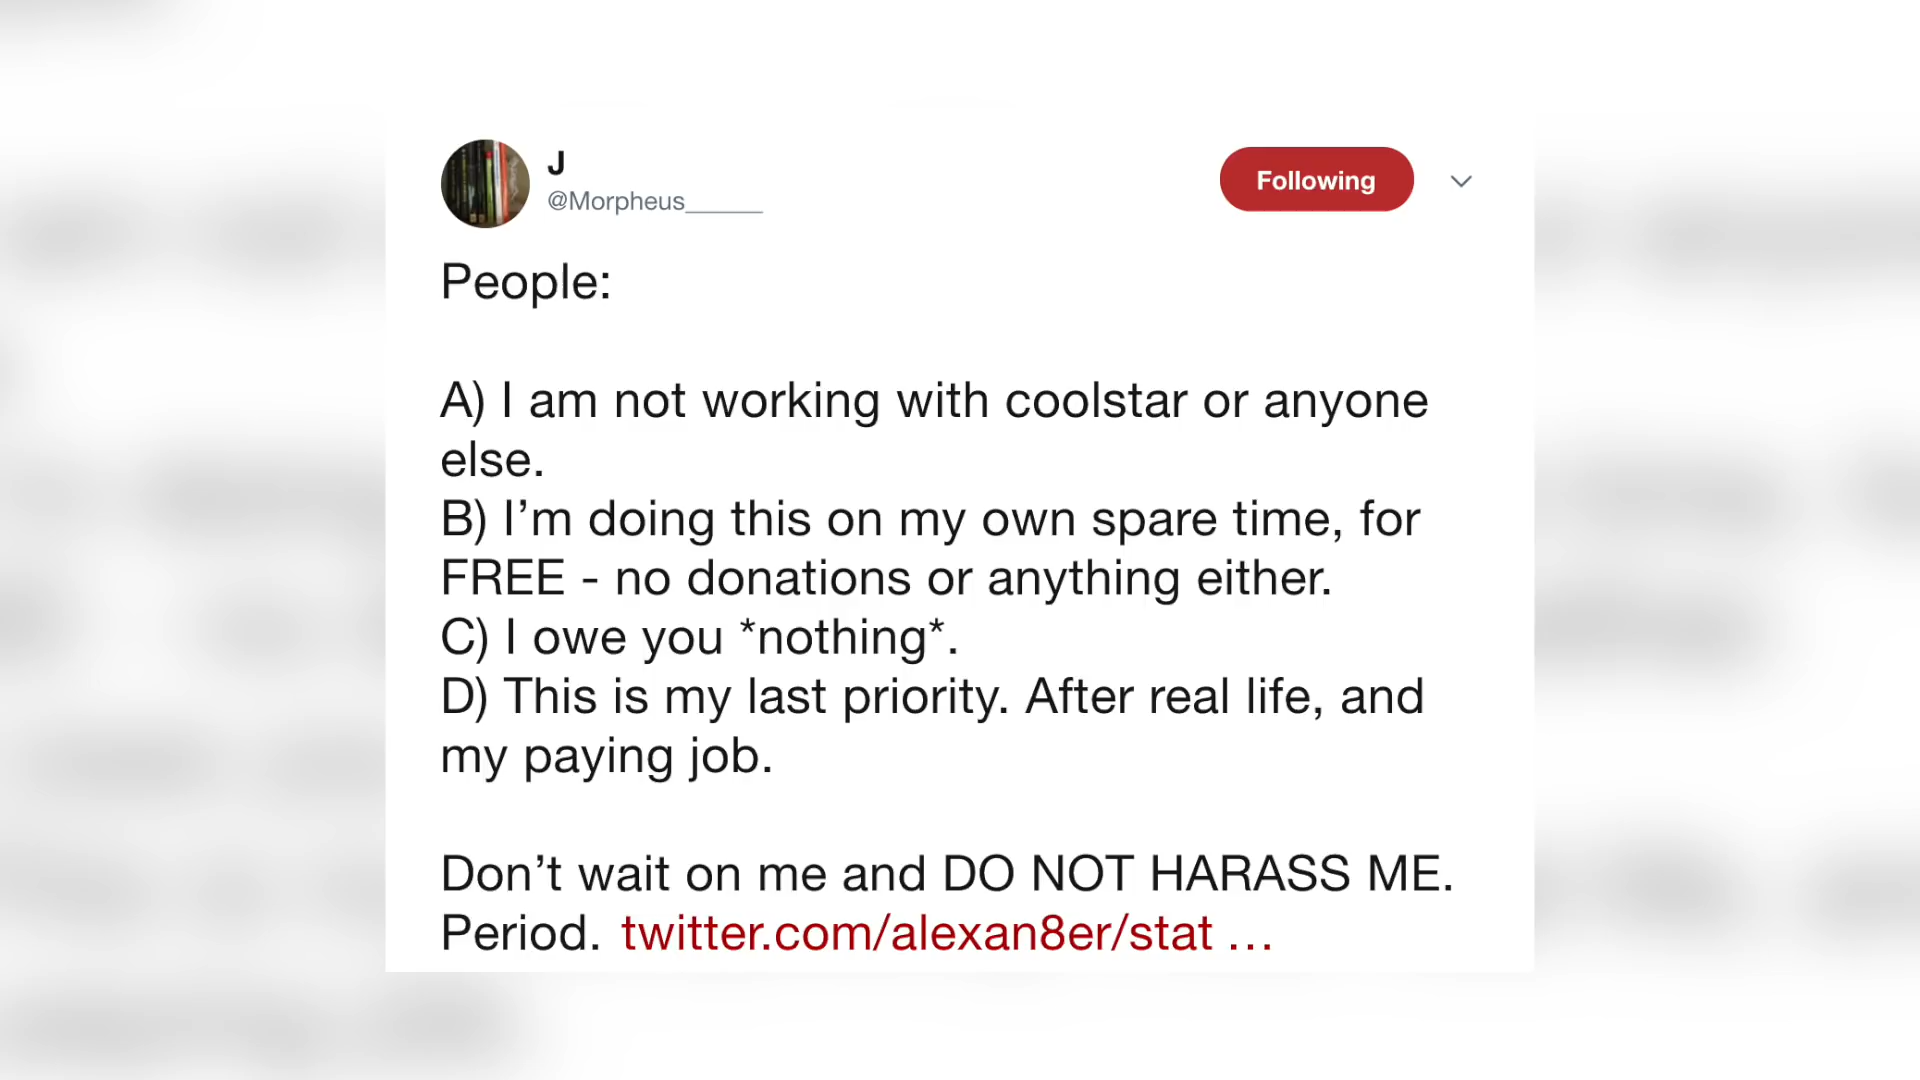 J
@Morpheus______
Following
People:
A) I am not working with coolstar or anyone
else.
B) I’m doing this on my own spare time, for
FREE - no donations or anything either.
C) I owe you *nothing*.
D) This is my last priority. After real life, and
my paying job.
Don’t wait on me and DO NOT HARASS ME.
Period. twitter.com/alexan8er/stat …